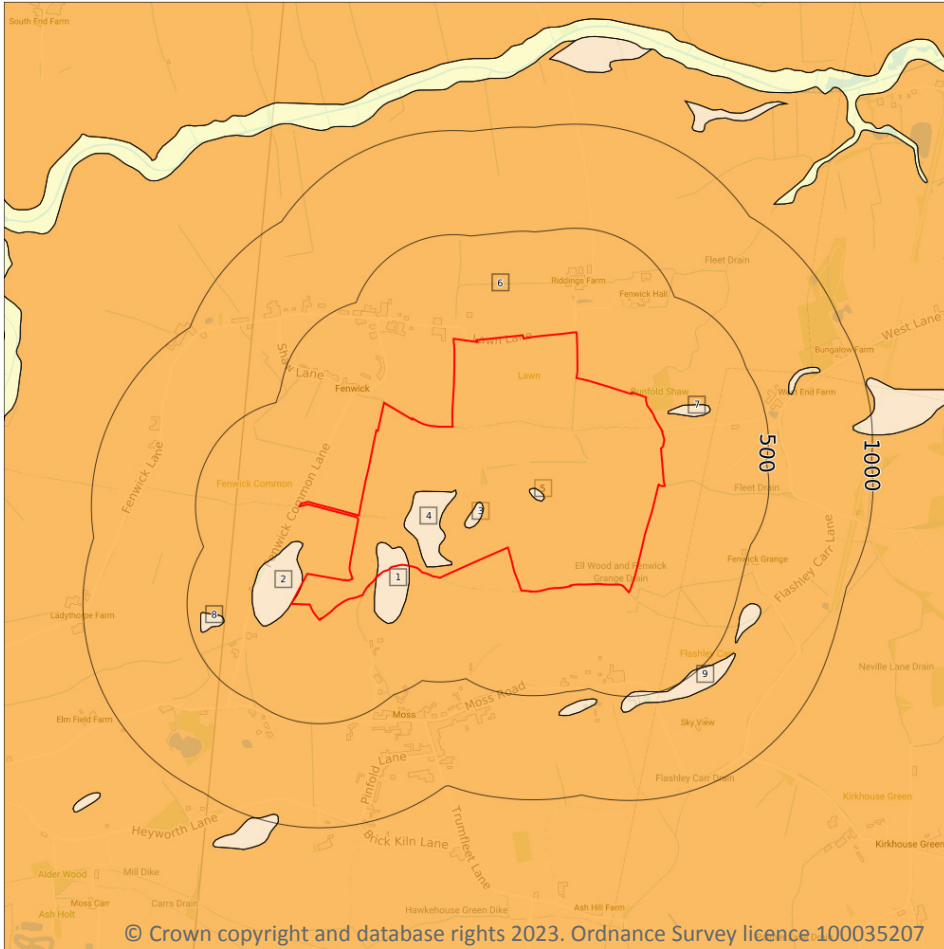 South End Farm
Fleet Drain
6
Riddings Farm
Fenwick Hall
West Lane
Lawn Lane
Bungalow Farm
Shaw Lane
Lawn
Fenwick
Bunfold Shaw
West End Farm
7
500
1000
Fenwick Lane
Fenwick Common Lane
Fenwick Common
5
Fleet Drain
4
3
Flashley Carr Lane
Fenwick Grange
Ell Wood and Fenwick
Grange Drain
2
1
8
Ladythorpe Farm
Flashley Carr
9
Neville Lane Drain
Moss Road
Moss
Elm Field Farm
Sky View
Pinfold Lane
Flashley Carr Drain
Kirkhouse Green
Heyworth Lane
Trumfleet Lane
Brick Kiln Lane
Kirkhouse Green
Alder Wood
Mill Dike
Moss Carr
Carrs Drain
Ash Holt
Hawkehouse Green Dike
Ash Hill Farm
© Crown copyright and database rights 2023. Ordnance Survey licence 100035207